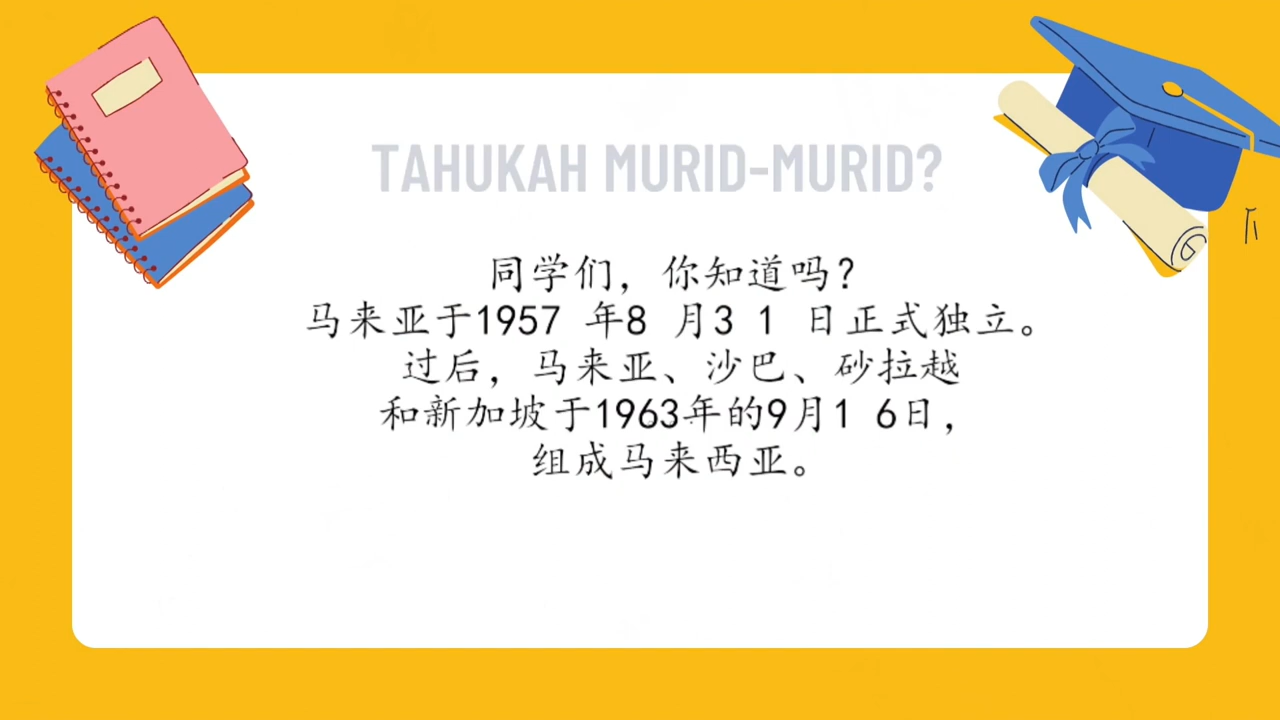 TAHUKAH MURID-MURID?
同学们，你知道吗？
马来亚于1957 年8 月3 1 日正式独立。
过后，马来亚、沙巴、砂拉越
和新加坡于1963年的9月1 6日，
组成马来西亚。